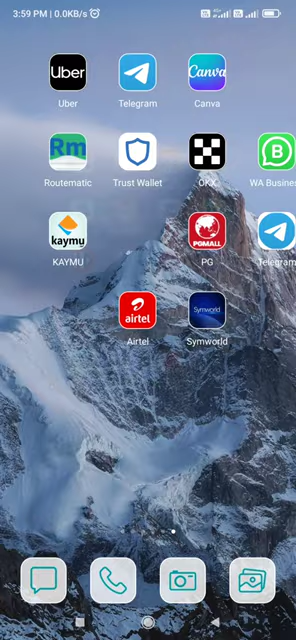 3:59 PM | 0.0KB/s
Uber
Canva
Uber
Telegram
Canva
Rm
OKX
B
Routematic
Trust Wallet
WA Busines
kaymu
PGMALL
KAYMU
PG
Telegram
airtel
Symworld
Airtel
Symworld